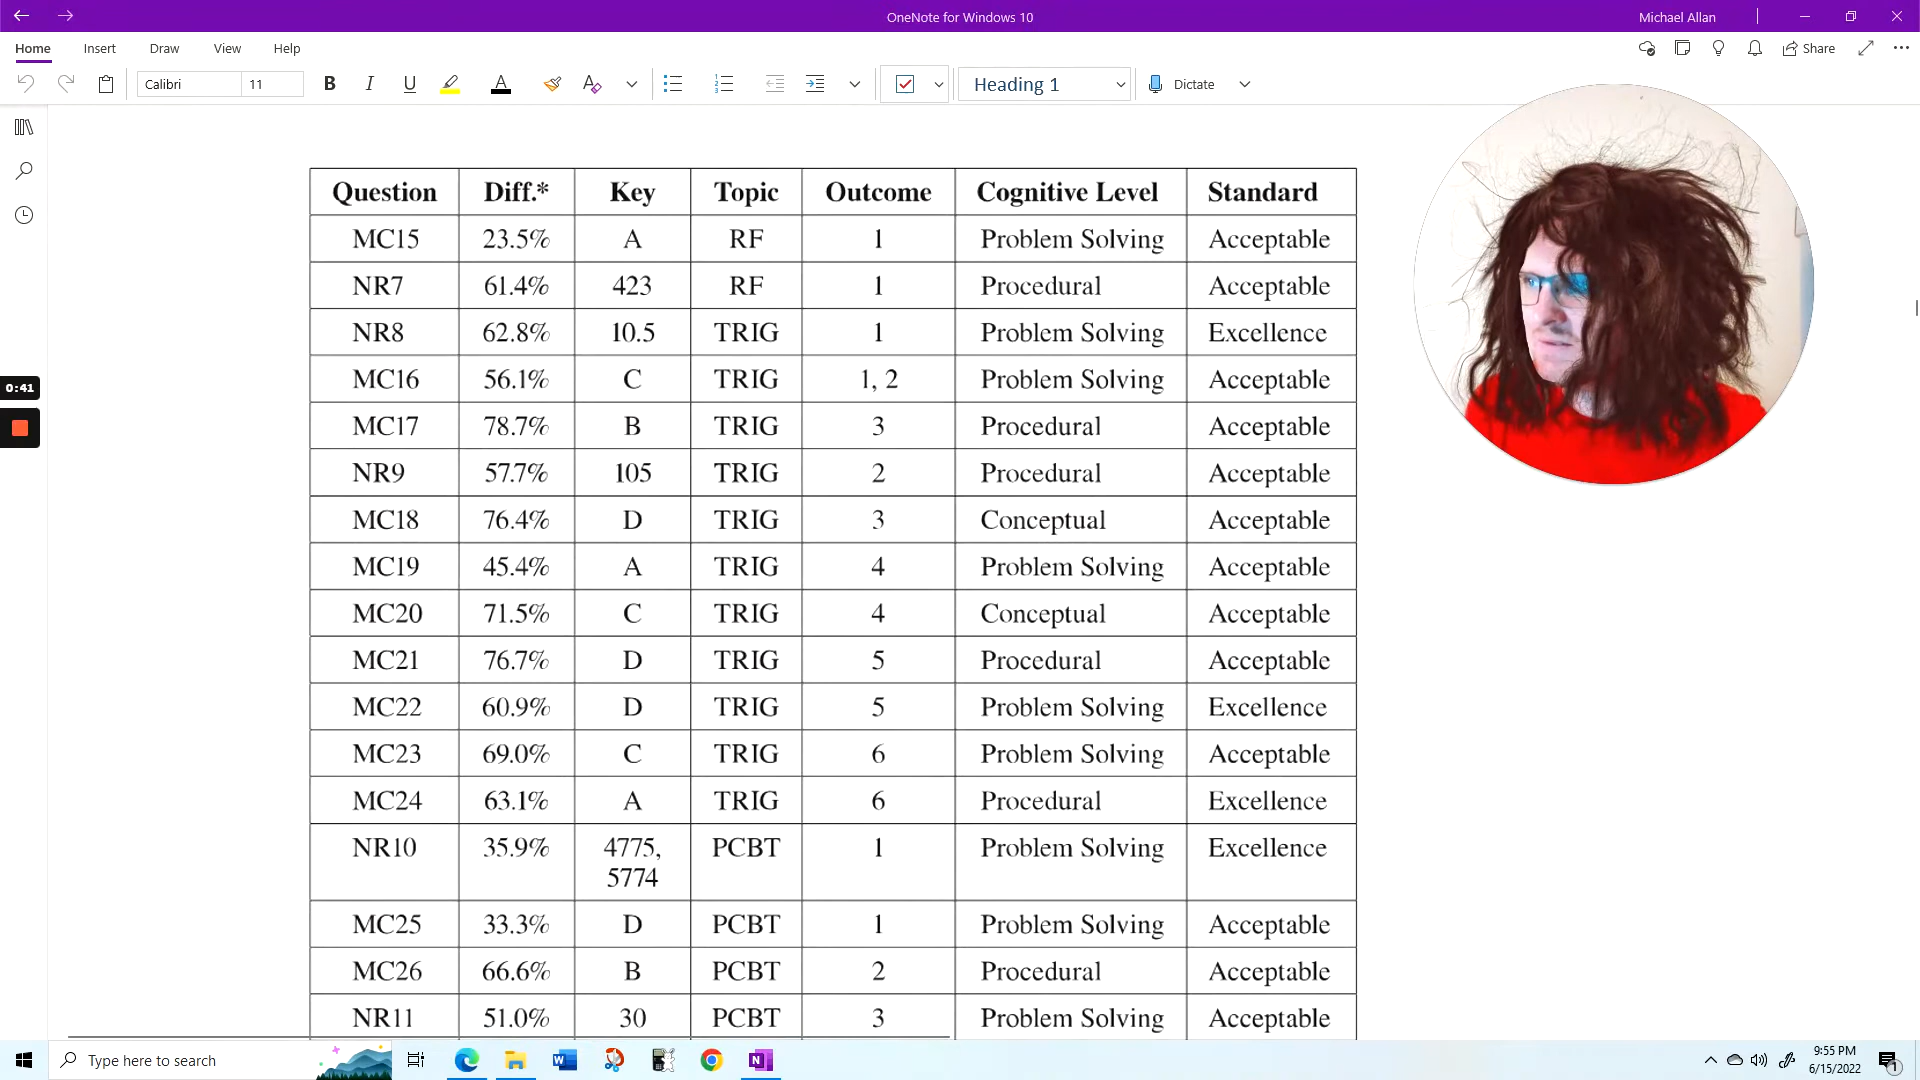 OneNote for Windows 10
Michael Allan
Home Insert Draw View Help
Share
Calibri 11 B I U A A Heading 1 Dictate
Question Diff.* Key Topic Outcome Cognitive Level Standard
MC15 23.5% A RF 1 Problem Solving Acceptable
NR7 61.4% 423 RF 1 Procedural Acceptable
NR8 62.8% 10.5 TRIG 1 Problem Solving Excellence
MC16 56.1% C TRIG 1, 2 Problem Solving Acceptable
0:41
MC17 78.7% B TRIG 3 Procedural Acceptable
NR9 57.7% 105 TRIG 2 Procedural Acceptable
MC18 76.4% D TRIG 3 Conceptual Acceptable
MC19 45.4% A TRIG 4 Problem Solving Acceptable
MC20 71.5% C TRIG 4 Conceptual Acceptable
MC21 76.7% D TRIG 5 Procedural Acceptable
MC22 60.9% D TRIG 5 Problem Solving Excellence
MC23 69.0% C TRIG 6 Problem Solving Acceptable
MC24 63.1% A TRIG 6 Procedural Excellence
NR10 35.9% 4775, PCBT 1 Problem Solving Excellence
5774
MC25 33.3% D PCBT 1 Problem Solving Acceptable
MC26 66.6% B PCBT 2 Procedural Acceptable
NR11 51.0% 30 PCBT 3 Problem Solving Acceptable
Type here to search
9:55 PM
6/15/2022